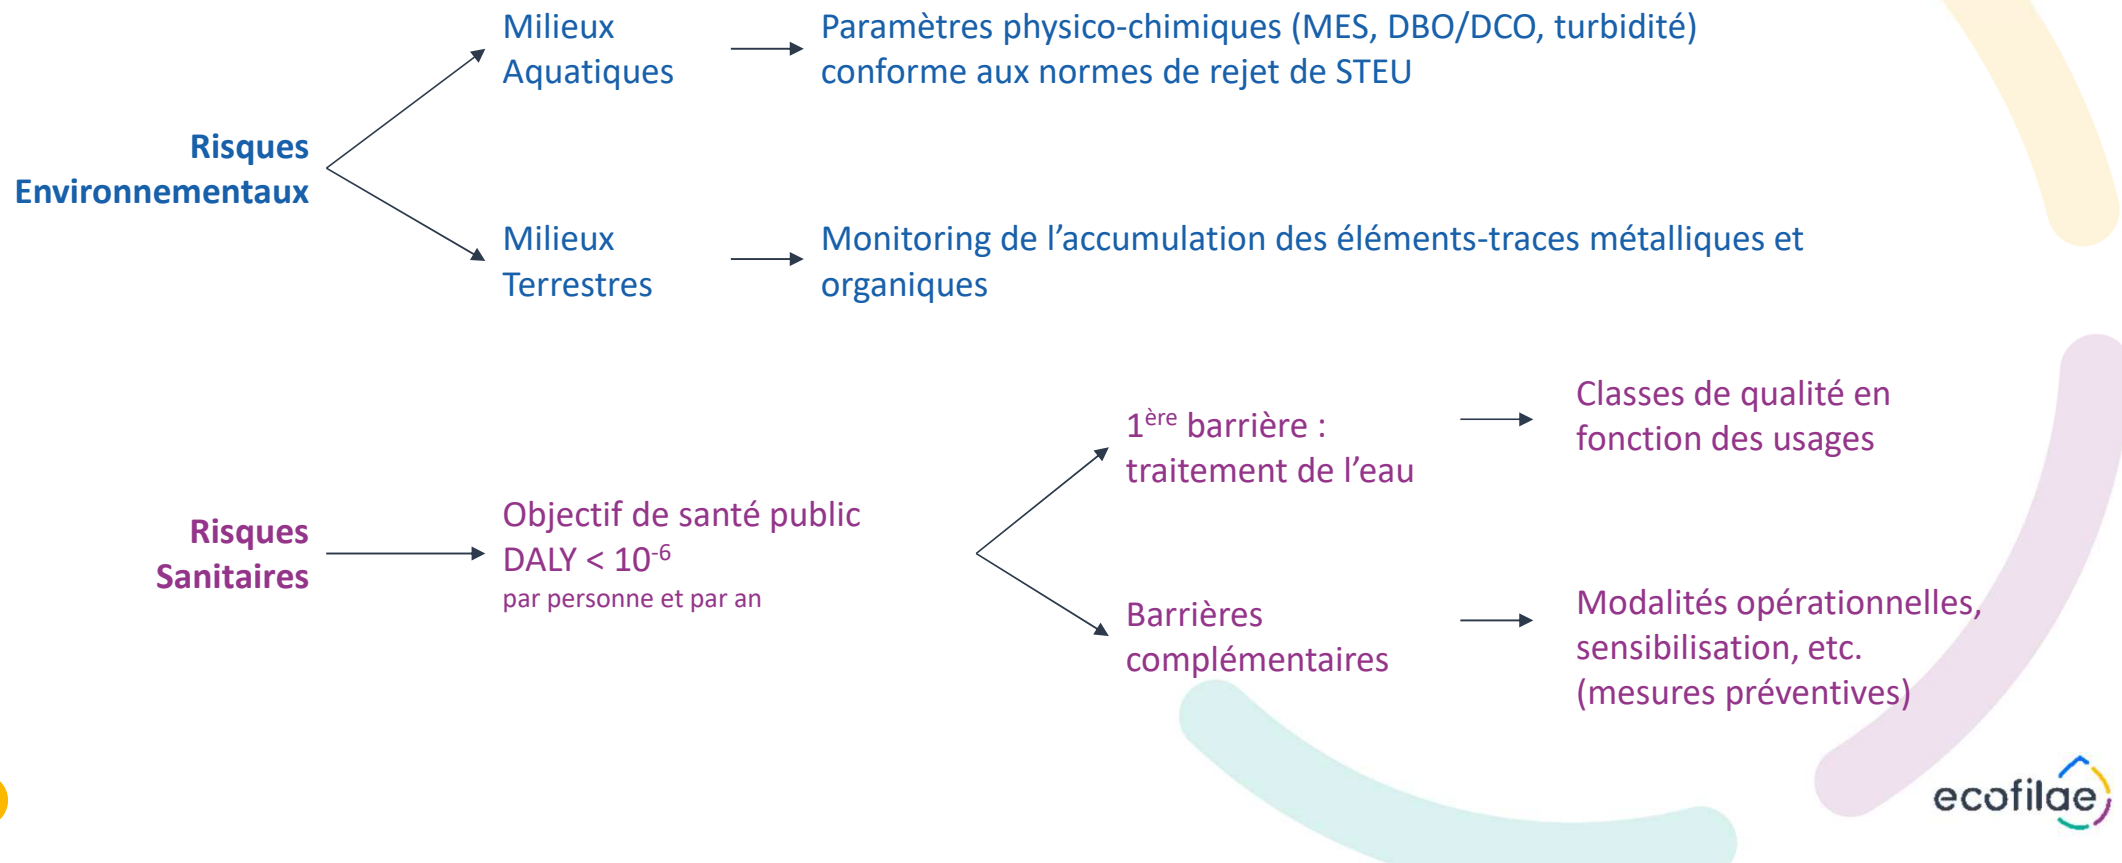 Milieux
Aquatiques
Paramètres physico-chimiques (MES, DBO/DCO, turbidité)
conforme aux normes de rejet de STEU
Risques
Environnementaux
Milieux
Terrestres
Monitoring de l’accumulation des éléments-traces métalliques et
organiques
Risques
Sanitaires
Objectif de santé public
DALY < 10⁻⁶
par personne et par an
1ère barrière :
traitement de l’eau
Classes de qualité en
fonction des usages
Barrières
complémentaires
Modalités opérationnelles,
sensibilisation, etc.
(mesures préventives)
ecofilae